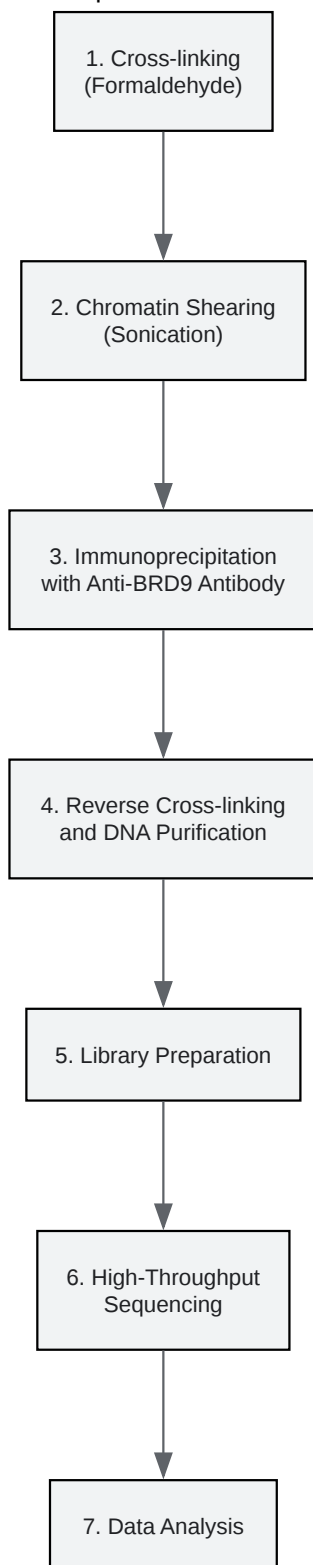 1. Cross-linking
(Formaldehyde)
2. Chromatin Shearing
(Sonication)
3. Immunoprecipitation
with Anti-BRD9 Antibody
4. Reverse Cross-linking
and DNA Purification
5. Library Preparation
6. High-Throughput
Sequencing
7. Data Analysis